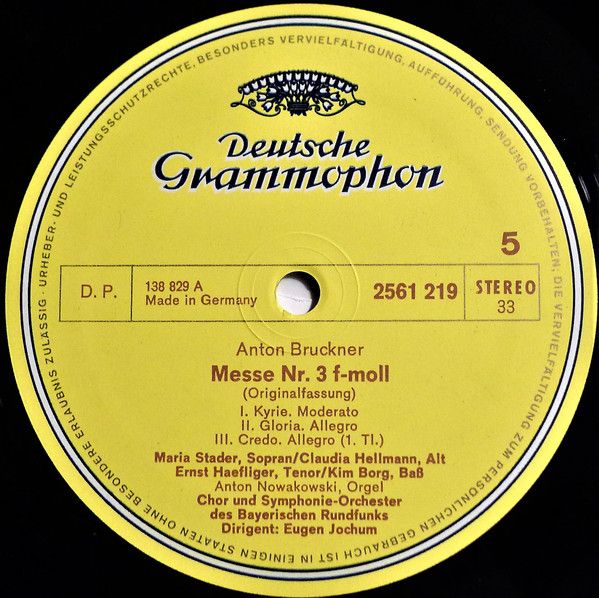 Deutsche
Grammophon
5
D. P.
138 829 A
Made in Germany
2561 219
STEREO
33
Anton Bruckner
Messe Nr. 3 f-moll
(Originalfassung)
I. Kyrie. Moderato
II. Gloria. Allegro
III. Credo. Allegro (1. Tl.)
Maria Stader, Sopran/Claudia Hellmann, Alt
Ernst Haefliger, Tenor/Kim Borg, Baß
Anton Nowakowski, Orgel
Chor und Symphonie-Orchester
des Bayerischen Rundfunks
Dirigent: Eugen Jochum
URHEBER- UND LEISTUNGSSCHUTZRECHTE, BESONDERS VERVIELFÄLTIGUNG, AUFFÜHRUNG, SENDUNG VORBEHALTEN; DIE VERVIELFÄLTIGUNG ZUM PERSÖNLICHEN GEBRAUCH IST IN EINIGEN STAATEN OHNE BESONDERE ERLAUBNIS ZULÄSSIG ·